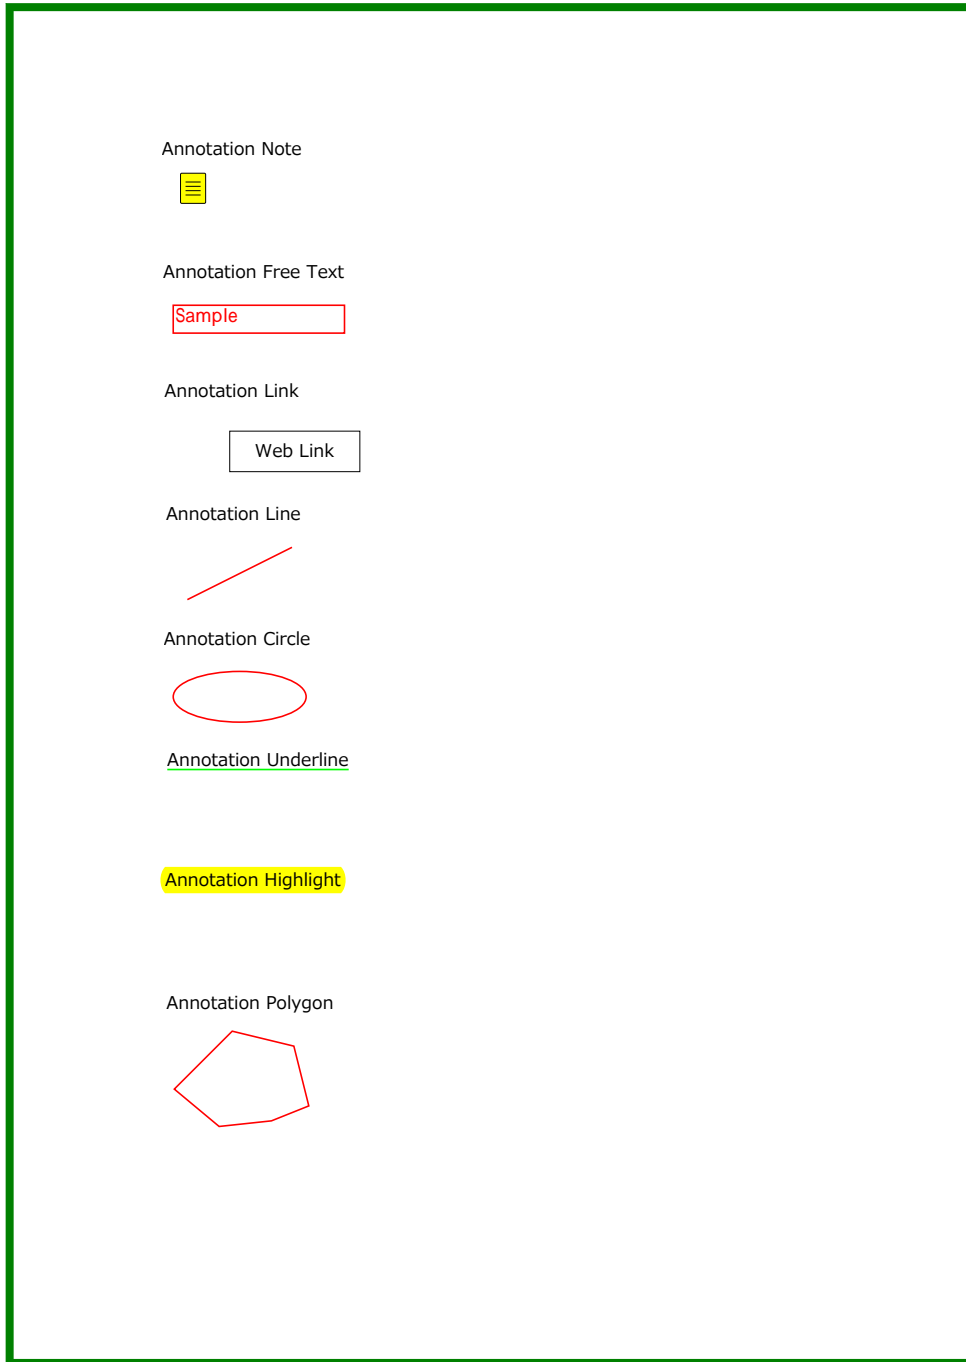 Annotation Note
Annotation Free Text
Sample
Annotation Link
Web Link
Annotation Line
Annotation Circle
Annotation Underline
Annotation Highlight
Annotation Polygon